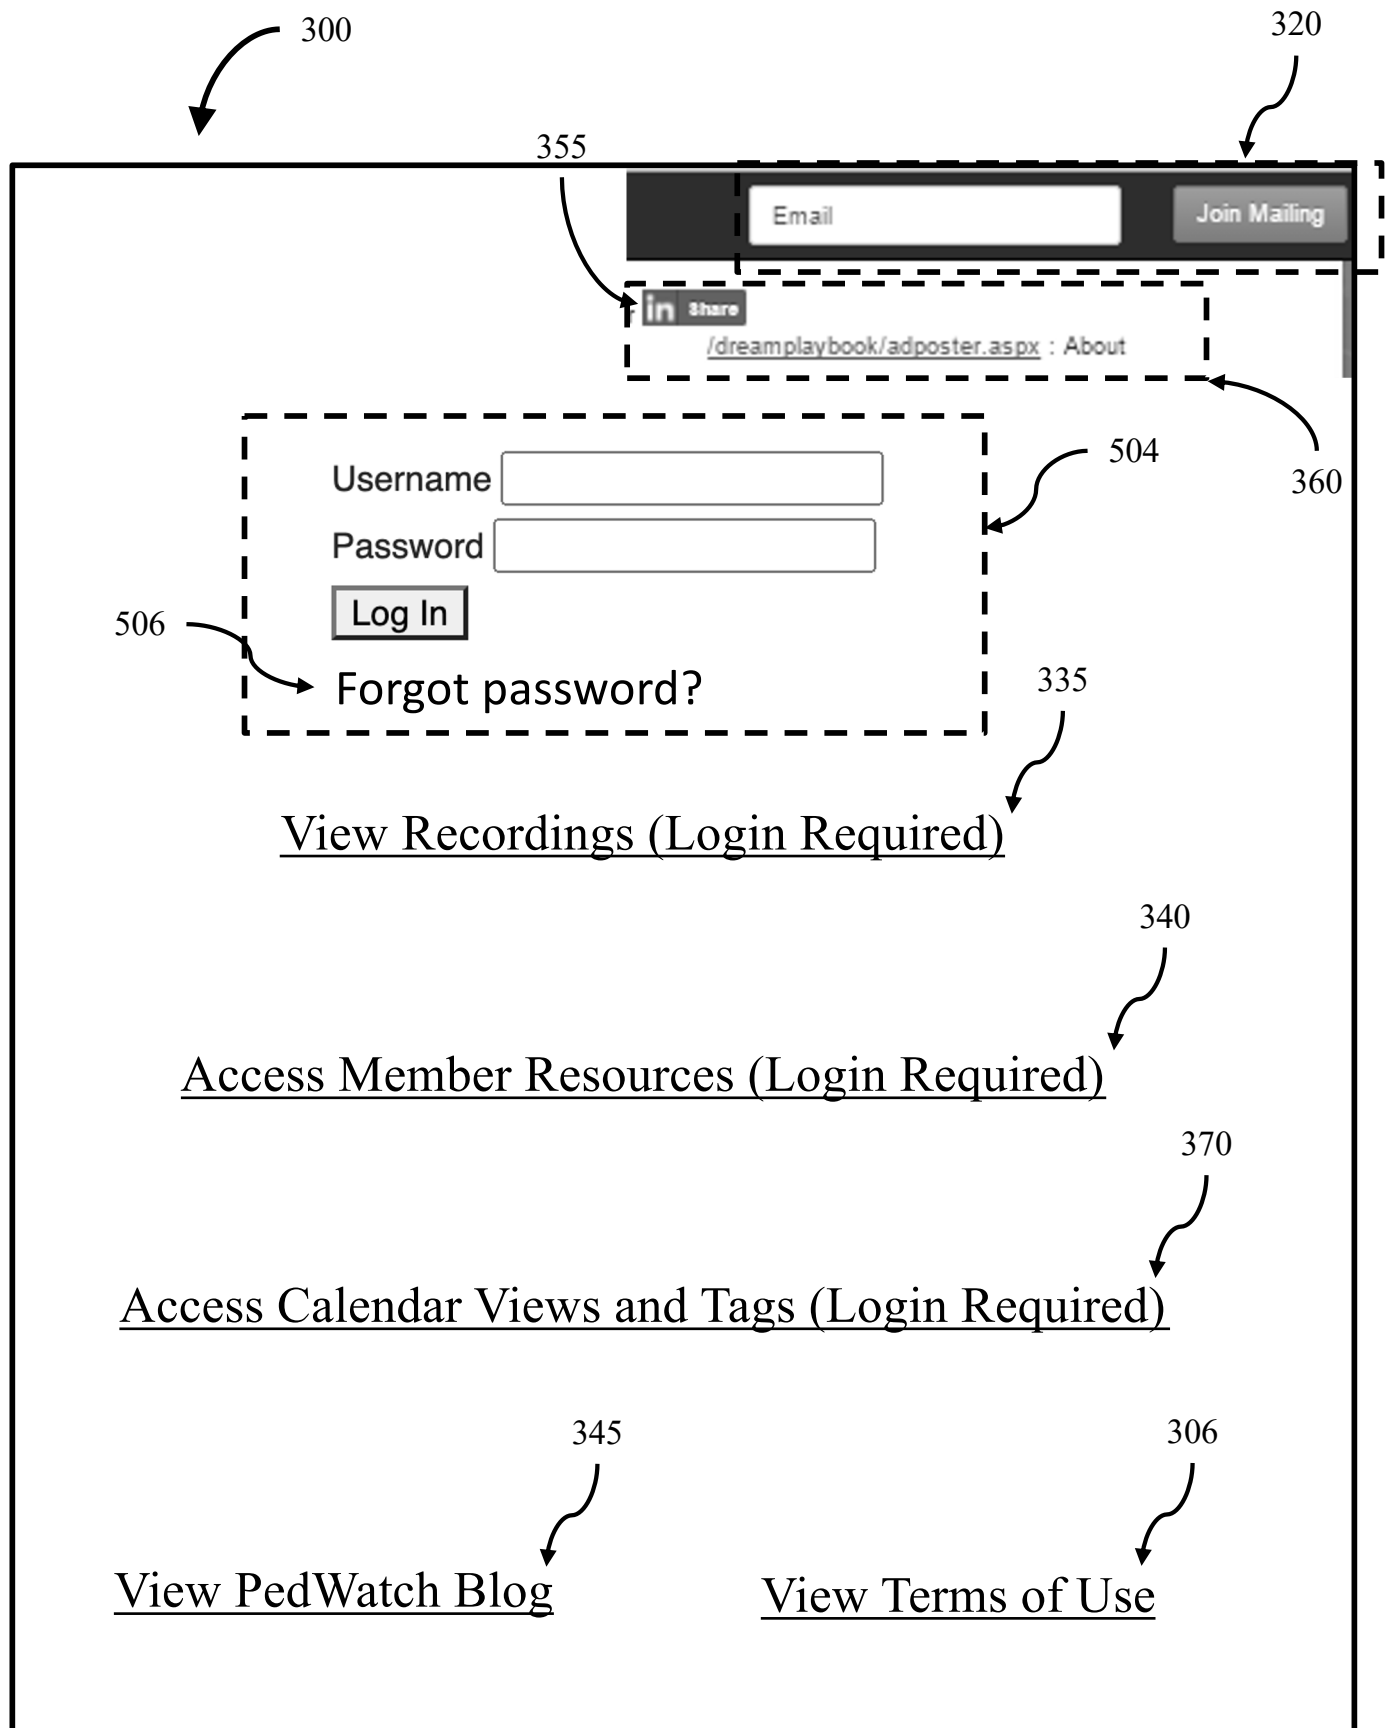 300
320
355
Email
Join Mailing
in Share
/dreamplaybook/adposter.aspx : About
360
504
Username
Password
Log In
506
Forgot password?
335
View Recordings (Login Required)
340
Access Member Resources (Login Required)
370
Access Calendar Views and Tags (Login Required)
345
306
View PedWatch Blog
View Terms of Use